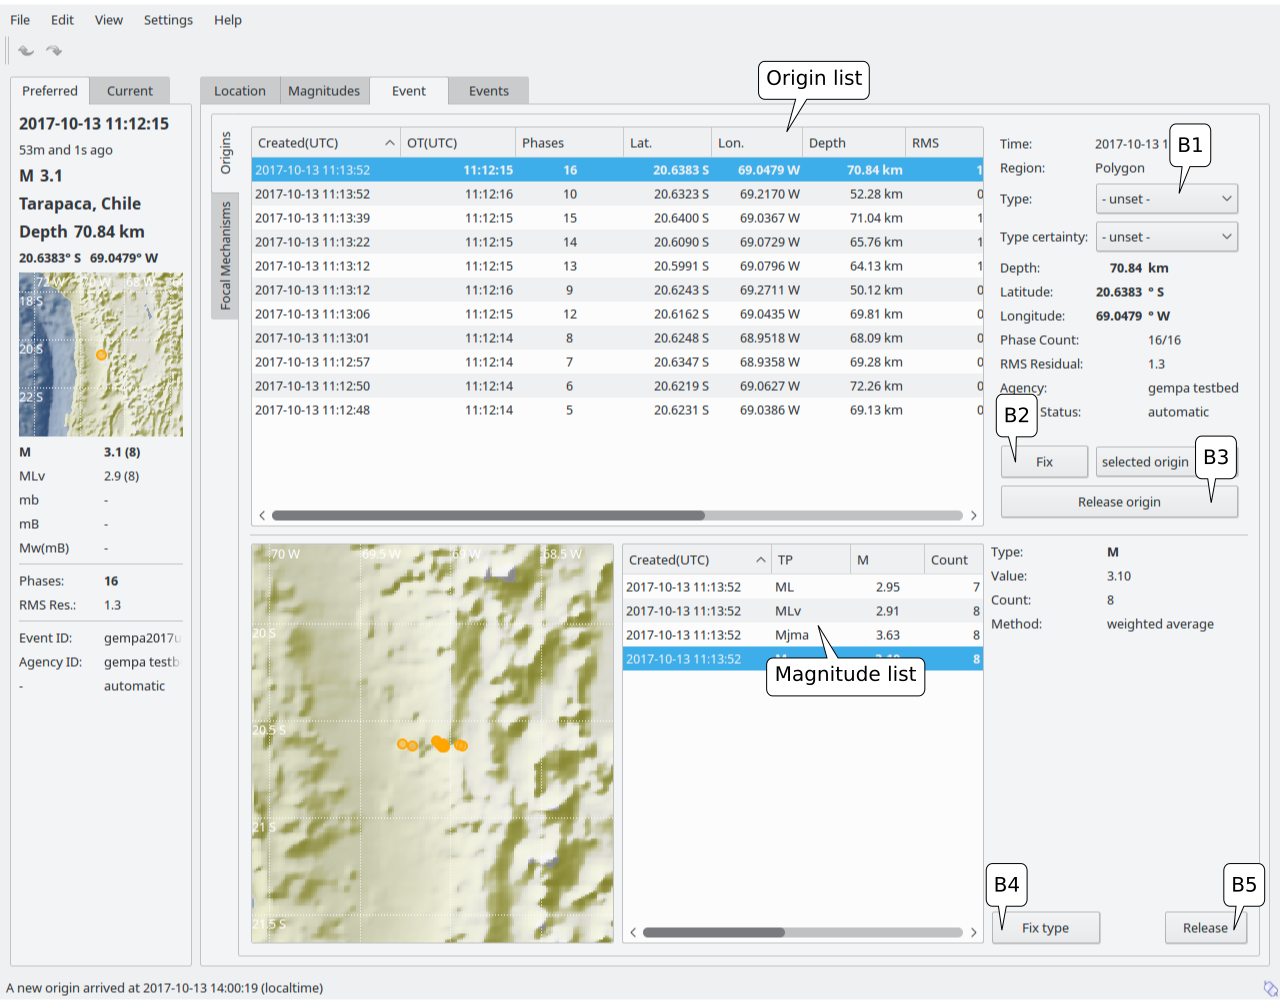 File Edit View Settings Help
Preferred Current
2017-10-13 11:12:15
53m and 1s ago
M 3.1
Tarapaca, Chile
Depth 70.84 km
20.6383° S 69.0479° W
72 W 70 W 68 W
18 S
20 S
22 S
M 3.1 (8)
MLv 2.9 (8)
mb -
mB -
Mw(mB) -
Phases: 16
RMS Res.: 1.3
Event ID: gempa2017
Agency ID: gempa testb
- automatic
Location Magnitudes Event Events
Origin list
Origins
Focal Mechanisms
Created(UTC) OT(UTC) Phases Lat. Lon. Depth RMS
2017-10-13 11:13:52 11:12:15 16 20.6383 S 69.0479 W 70.84 km 1
2017-10-13 11:13:52 11:12:16 10 20.6323 S 69.2170 W 52.28 km 0
2017-10-13 11:13:39 11:12:15 15 20.6400 S 69.0367 W 71.04 km 1
2017-10-13 11:13:22 11:12:15 14 20.6090 S 69.0729 W 65.76 km 1
2017-10-13 11:13:12 11:12:15 13 20.5991 S 69.0796 W 64.13 km 1
2017-10-13 11:13:12 11:12:16 9 20.6243 S 69.2711 W 50.12 km 0
2017-10-13 11:13:06 11:12:15 12 20.6162 S 69.0435 W 69.81 km 0
2017-10-13 11:13:01 11:12:14 8 20.6248 S 68.9518 W 68.09 km 0
2017-10-13 11:12:57 11:12:14 7 20.6347 S 68.9358 W 69.28 km 0
2017-10-13 11:12:50 11:12:14 6 20.6219 S 69.0627 W 72.26 km 0
2017-10-13 11:12:48 11:12:14 5 20.6231 S 69.0386 W 69.13 km 0
Time: 2017-10-13 1
B1
Region: Polygon
Type: - unset -
Type certainty: - unset -
Depth: 70.84 km
Latitude: 20.6383 ° S
Longitude: 69.0479 ° W
Phase Count: 16/16
RMS Residual: 1.3
Agency: gempa testbed
Status: automatic
B2
B3
Fix selected origin
Release origin
70 W 69.5 W 69 W 68.5 W
20 S
20.5 S
21 S
21.5 S
Created(UTC) TP M Count
2017-10-13 11:13:52 ML 2.95 7
2017-10-13 11:13:52 MLv 2.91 8
2017-10-13 11:13:52 Mjma 3.63 8
2017-10-13 11:13:52 8
Magnitude list
Type: M
Value: 3.10
Count: 8
Method: weighted average
B4
B5
Fix type Release
A new origin arrived at 2017-10-13 14:00:19 (localtime)